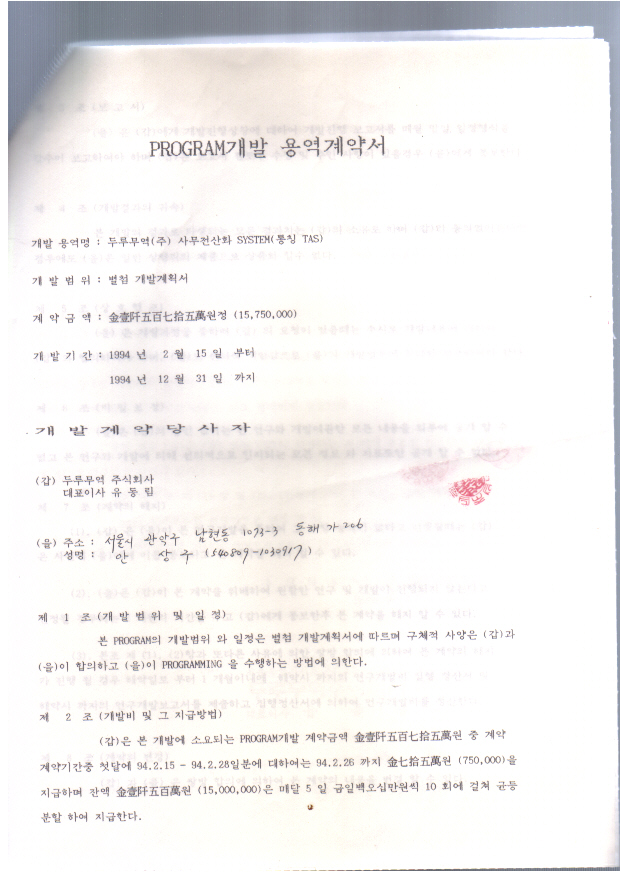 PROGRAM개발 용역계약서
개발 용역명 : 두루무역(주) 사무전산화 SYSTEM(통칭 TAS)
개 발 범 위 : 별첨 개발계획서
계 약 금 액 : 金壹阡五百七拾五萬원정 (15,750,000)
개 발 기 간 : 1994 년 2 월 15 일 부터
1994 년 12 월 31 일 까지
개 발 계 약 당 사 자
(갑) 두루무역 주식회사
대표이사 유 동 림
(을) 주소 : 서울시 관악구 남현동 1073-3 206
성명 : 안 상 (540809-1030917)
제 1 조 (개 발 범 위 및 일 정)
본 PROGRAM의 개발범위 와 일정은 별첨 개발계획서에 따르며 구체적 사양은 (갑)과
(을)이 합의하고 (을)이 PROGRAMMING 을 수행하는 방법에 의한다.
제 2 조 (개발비 및 그 지급방법)
(갑)은 본 개발에 소요되는 PROGRAM개발 계약금액 金壹阡五百七拾五萬원 중 계약
계약기간중 첫달에 94.2.15 - 94.2.28일분에 대하여는 94.2.26 까지 金七拾五萬원 (750,000)을
지급하며 잔액 金壹阡五百萬원 (15,000,000)은 매달 5 일 금일백오십만원씩 10 회에 걸쳐 균등
분할 하여 지급한다.